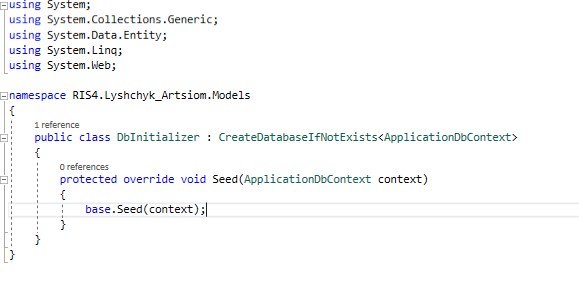 using System;
using System.Collections.Generic;
using System.Data.Entity;
using System.Linq;
using System.Web;
namespace RIS4.Lyshchyk_Artsiom.Models
{
1 reference
public class DbInitializer : CreateDatabaseIfNotExists<ApplicationDbContext>
{
0 references
protected override void Seed(ApplicationDbContext context)
{
base.Seed(context);
}
}
}